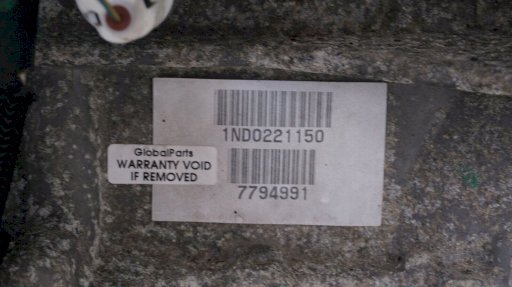 1ND0221150
GlobalParts
WARRANTY VOID
IF REMOVED
7794991